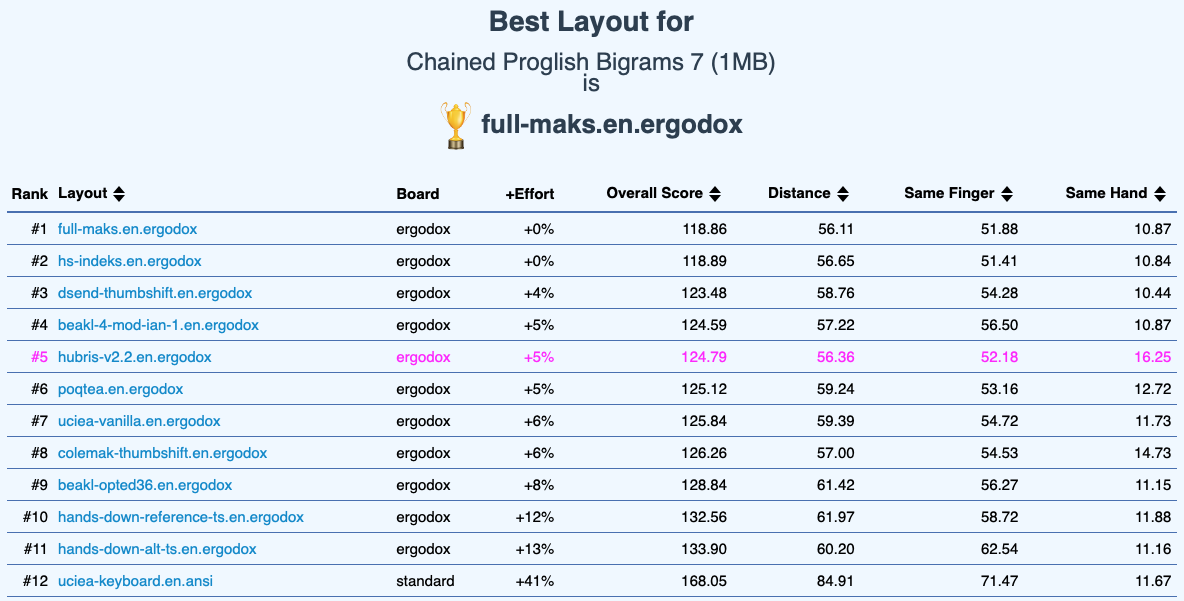 Best Layout for
Chained Proglish Bigrams 7 (1MB)
is
full-maks.en.ergodox
Rank Layout Board +Effort Overall Score Distance Same Finger Same Hand
#1 full-maks.en.ergodox ergodox +0% 118.86 56.11 51.88 10.87
#2 hs-indeks.en.ergodox ergodox +0% 118.89 56.65 51.41 10.84
#3 dsend-thumbshift.en.ergodox ergodox +4% 123.48 58.76 54.28 10.44
#4 beakl-4-mod-ian-1.en.ergodox ergodox +5% 124.59 57.22 56.50 10.87
#5 hubris-v2.2.en.ergodox ergodox +5% 124.79 56.36 52.18 16.25
#6 poqtea.en.ergodox ergodox +5% 125.12 59.24 53.16 12.72
#7 uciea-vanilla.en.ergodox ergodox +6% 125.84 59.39 54.72 11.73
#8 colemak-thumbshift.en.ergodox ergodox +6% 126.26 57.00 54.53 14.73
#9 beakl-opted36.en.ergodox ergodox +8% 128.84 61.42 56.27 11.15
#10 hands-down-reference-ts.en.ergodox ergodox +12% 132.56 61.97 58.72 11.88
#11 hands-down-alt-ts.en.ergodox ergodox +13% 133.90 60.20 62.54 11.16
#12 uciea-keyboard.en.ansi standard +41% 168.05 84.91 71.47 11.67